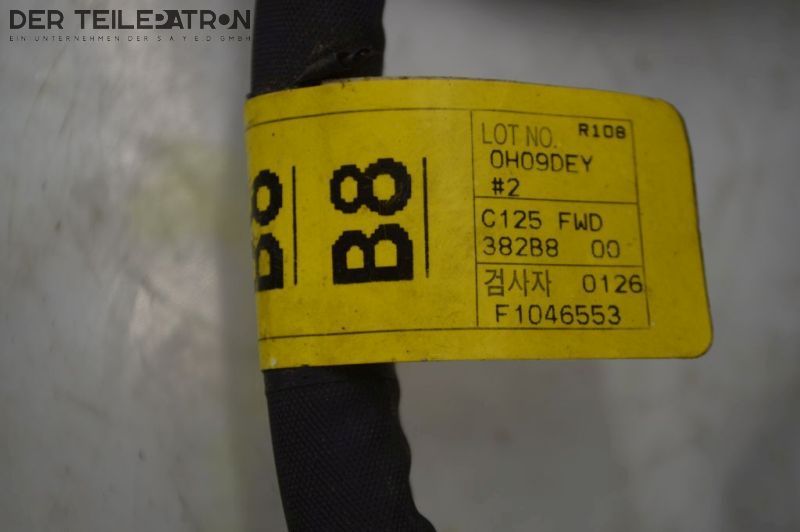 DER TEILEPATRON
EIN UNTERNEHMEN DER S A Y E D GMBH
B8
B8
LOT NO. R108
0H09DEY
#2
C125 FWD
382B8 00
검사자 0126
F1046553